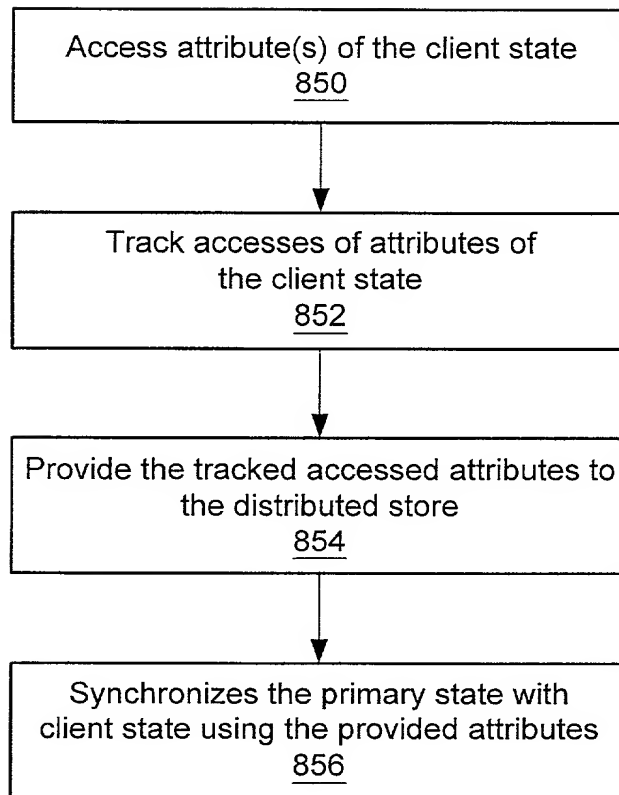 Access attribute(s) of the client state
850
Track accesses of attributes of
the client state
852
Provide the tracked accessed attributes to
the distributed store
854
Synchronizes the primary state with
client state using the provided attributes
856